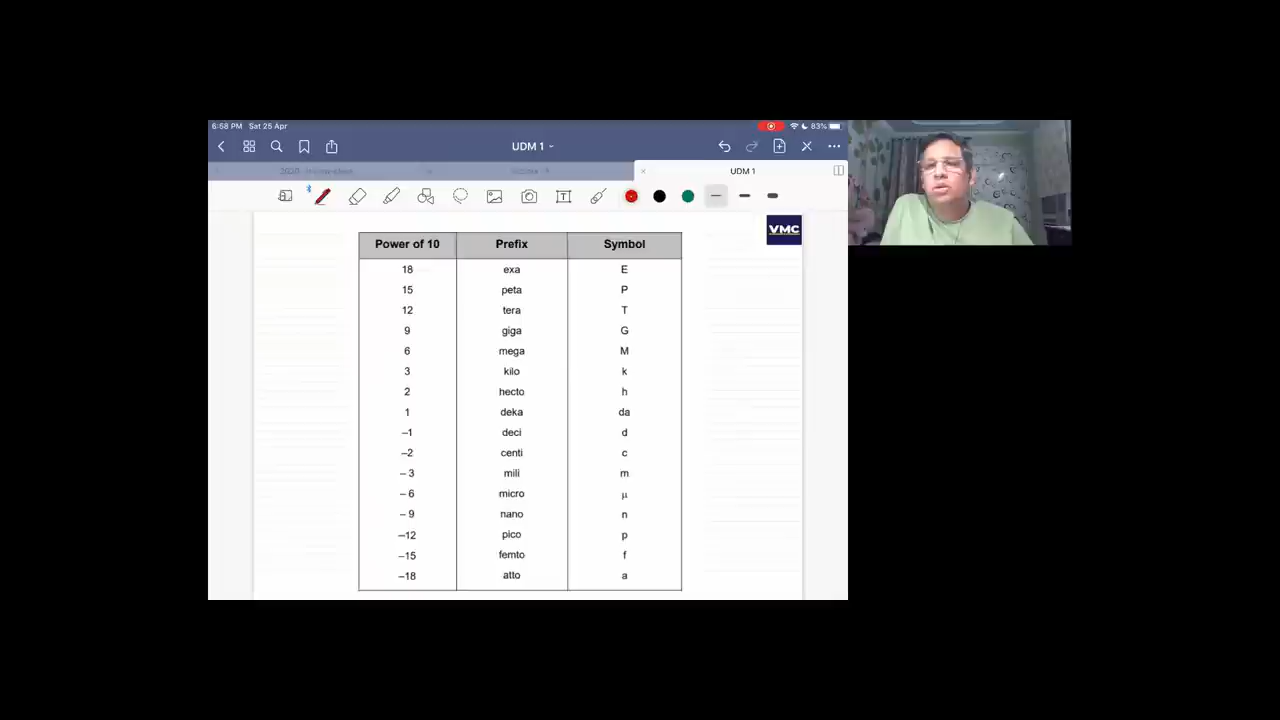 6:58 PM Sat 25 Apr
83%
UDM 1
UDM 1
VMC
Power of 10 Prefix Symbol
18 exa E
15 peta P
12 tera T
9 giga G
6 mega M
3 kilo k
2 hecto h
1 deka da
–1 deci d
–2 centi c
– 3 mili m
– 6 micro μ
– 9 nano n
–12 pico p
–15 femto f
–18 atto a